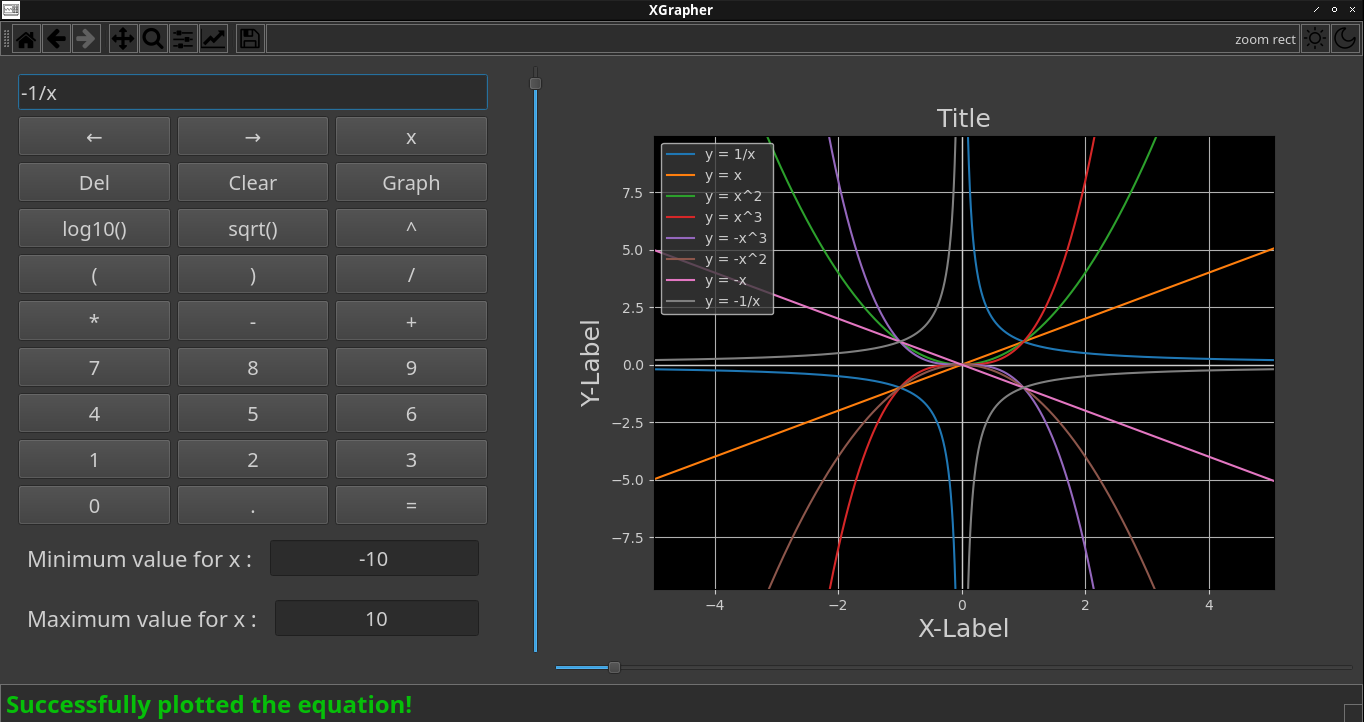 XGrapher
zoom rect
-1/x
← → x
Del Clear Graph
log10() sqrt() ^
( ) /
* - +
7 8 9
4 5 6
1 2 3
0 . =
Minimum value for x : -10
Maximum value for x : 10
Title
y = 1/x
y = x
y = x^2
y = x^3
y = -x^3
y = -x^2
y = -x
y = -1/x
7.5
5.0
2.5
0.0
−2.5
−5.0
−7.5
Y-Label
−4 −2 0 2 4
X-Label
Successfully plotted the equation!